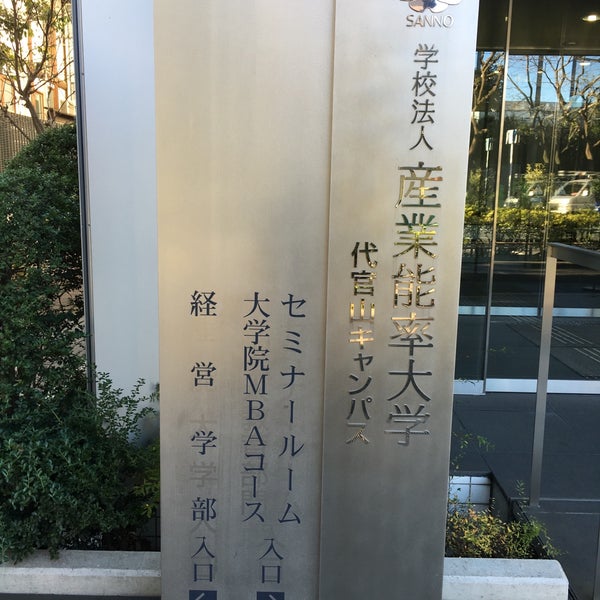 SANNO
学校法人 産業能率大学
代官山キャンパス
セミナールーム
大学院MBAコース 入口
経営学部 入口